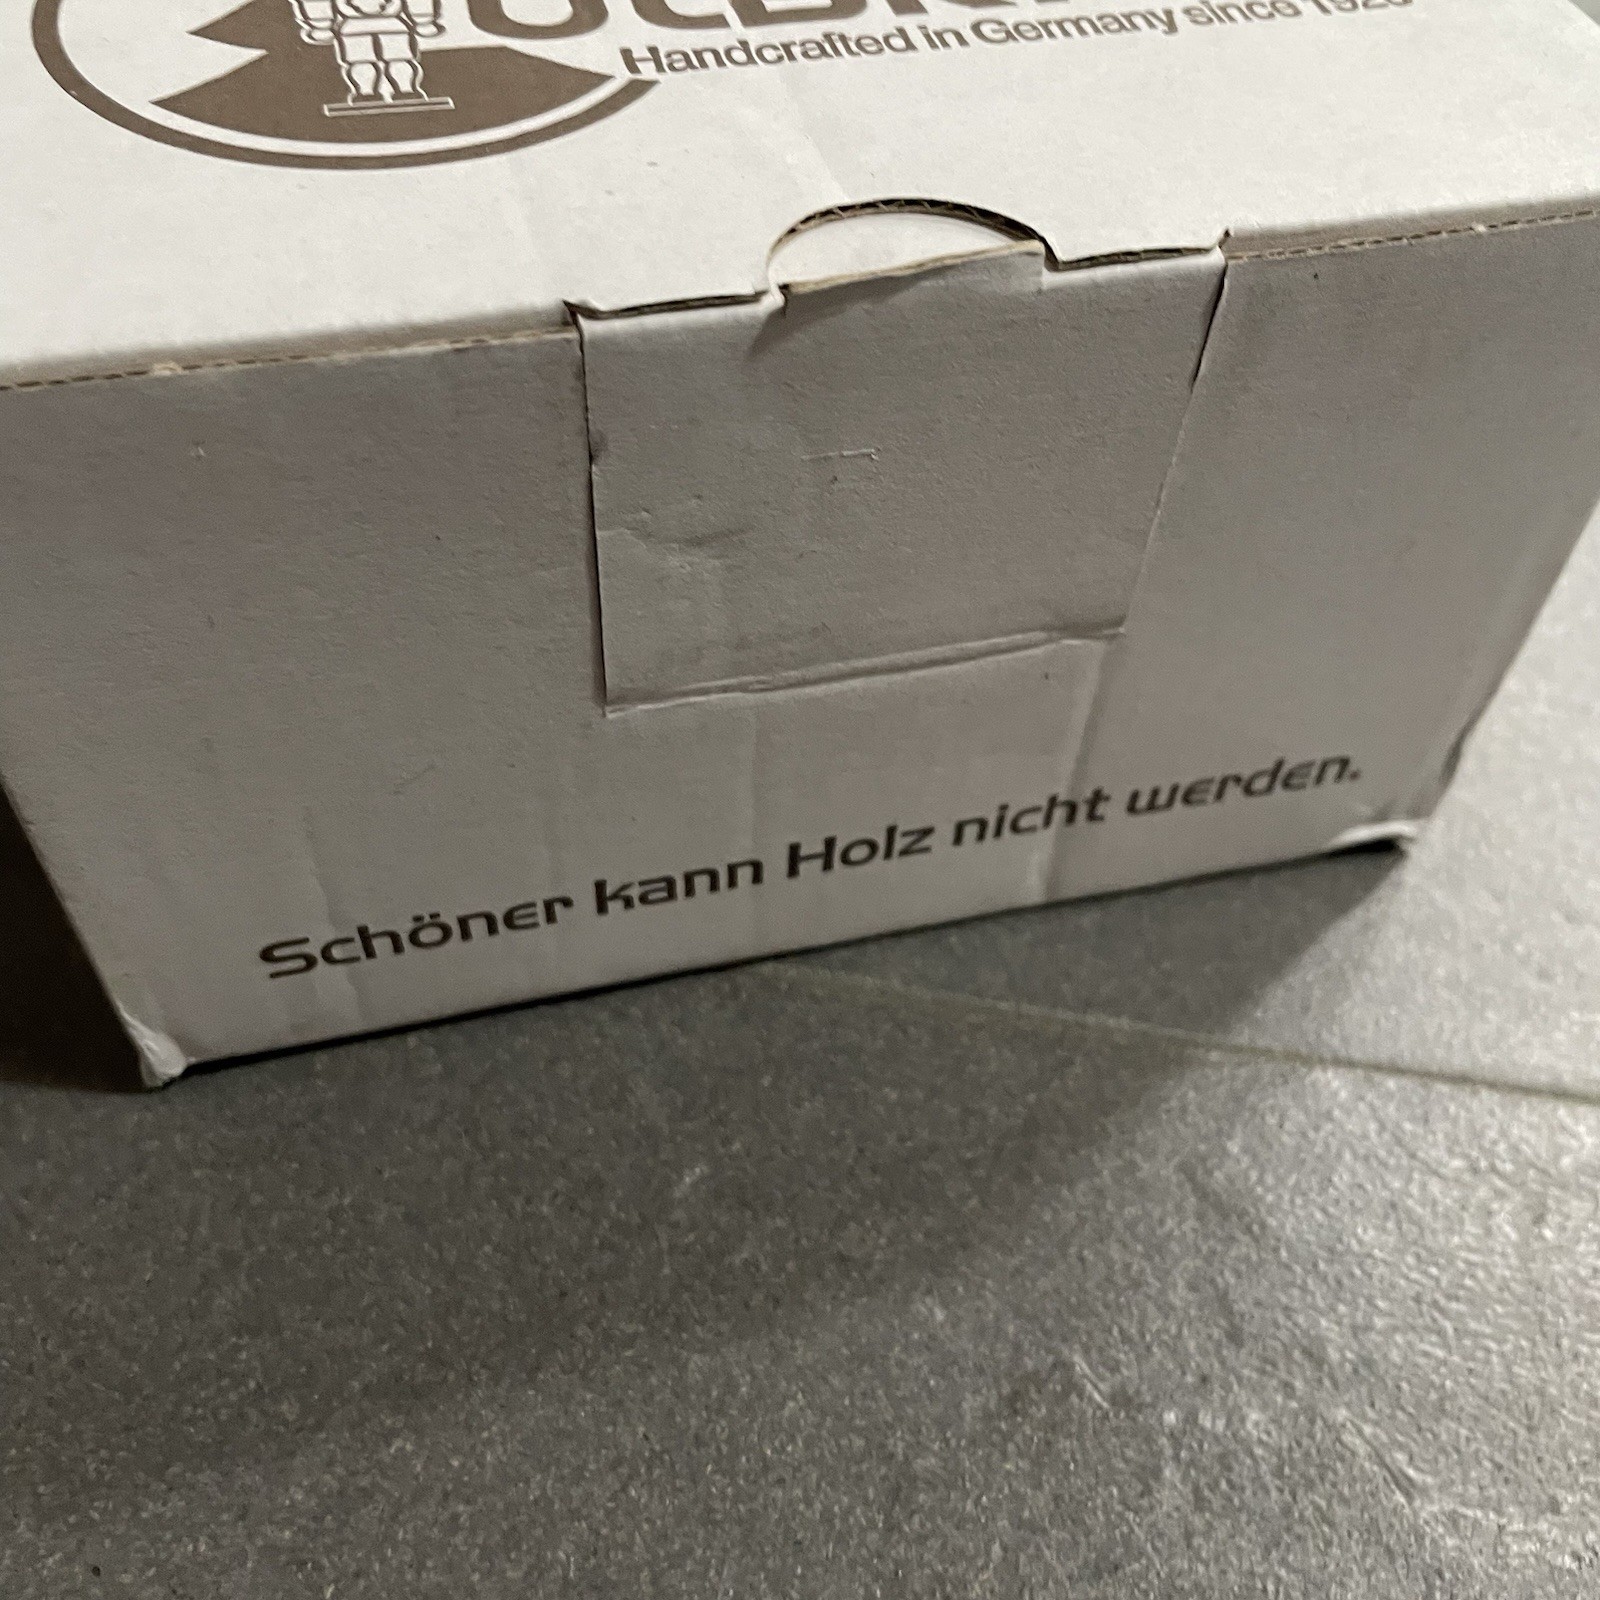 Handcrafted in Germany since
Schöner kann Holz nicht werden.